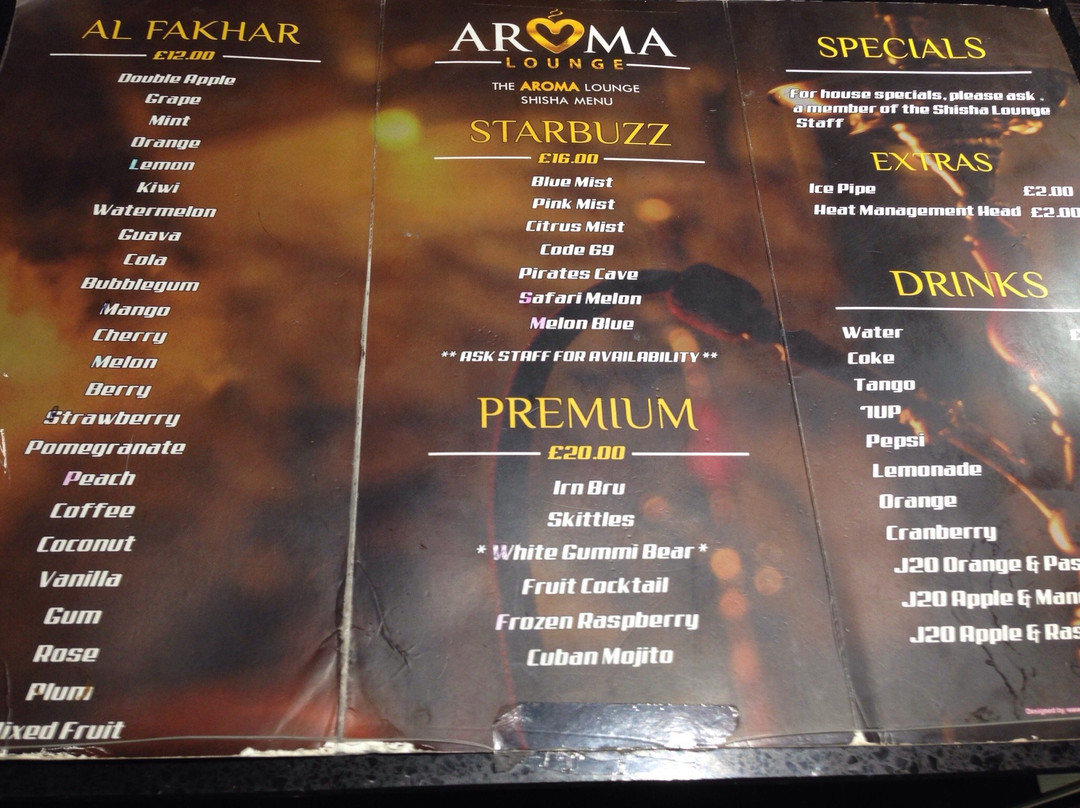 AL FAKHAR
£12.00
Double Apple
Grape
Mint
Orange
Lemon
Kiwi
Watermelon
Guava
Cola
Bubblegum
Mango
Cherry
Melon
Berry
Strawberry
Pomegranate
Peach
Coffee
Coconut
Vanilla
Gum
Rose
Plum
Fruit
AROMA
LOUNGE
THE AROMA LOUNGE
SHISHA MENU
STARBUZZ
£16.00
Blue Mist
Pink Mist
Citrus Mist
Code 69
Pirates Cave
Safari Melon
Melon Blue
** ASK STAFF FOR AVAILABILITY **
PREMIUM
£20.00
Irn Bru
Skittles
* White Gummi Bear *
Fruit Cocktail
Frozen Raspberry
Cuban Mojito
SPECIALS
For house specials, please ask .
a member of the Shisha Lounge
Staff
EXTRAS
Ice Pipe £2.00
Heat Management Head £2.00
DRINKS
Water £
Coke
Tango
7UP
Pepsi
Lemonade
Orange
Cranberry
J20 Orange & Pas
J20 Apple & Man
J20 Apple & Ras
Designed by